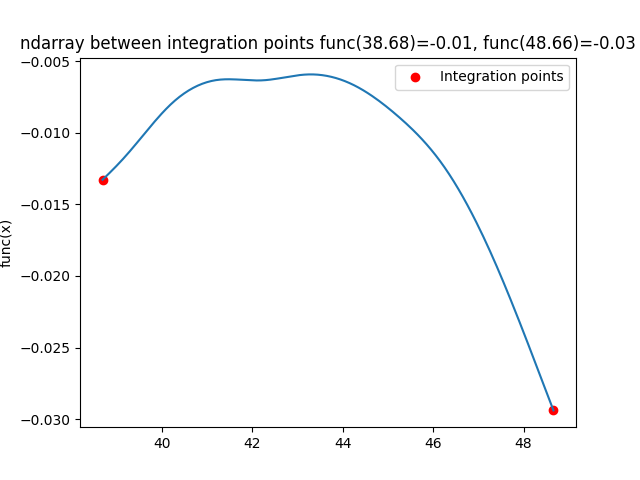 ndarray between integration points func(38.68)=-0.01, func(48.66)=-0.03
Integration points
func(x)
−0.005
−0.010
−0.015
−0.020
−0.025
−0.030
40 42 44 46 48